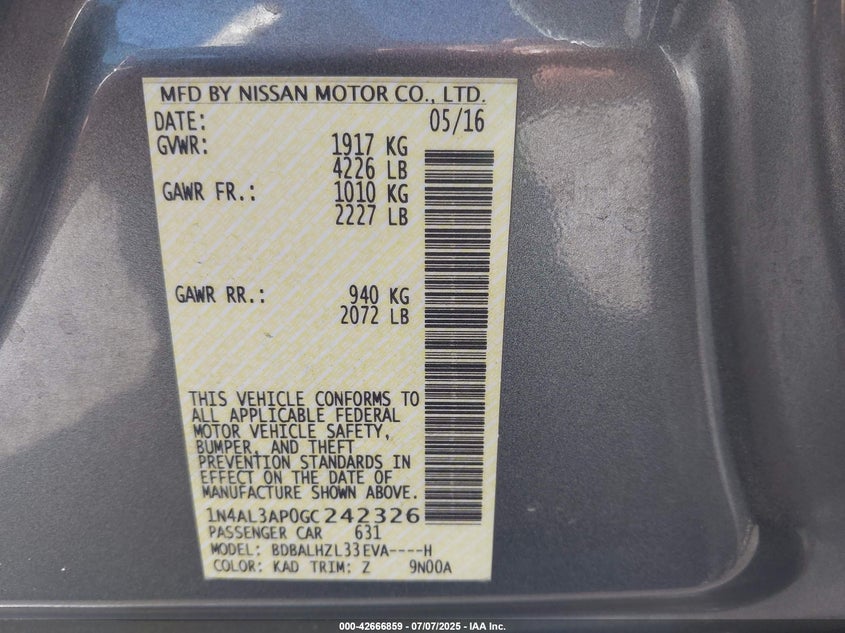 MFD BY NISSAN MOTOR CO., LTD.
DATE: 05/16
GVWR: 1917 KG
4226 LB
GAWR FR.: 1010 KG
2227 LB
GAWR RR.: 940 KG
2072 LB
THIS VEHICLE CONFORMS TO
ALL APPLICABLE FEDERAL
MOTOR VEHICLE SAFETY,
BUMPER, AND THEFT
PREVENTION STANDARDS IN
EFFECT ON THE DATE OF
MANUFACTURE SHOWN ABOVE.
1N4AL3AP0GC242326
PASSENGER CAR 631
MODEL: BDBALHZL33EVA----H
COLOR: KAD TRIM: Z 9N00A
000-42666859 / 07/07/2025 - IAA Inc.